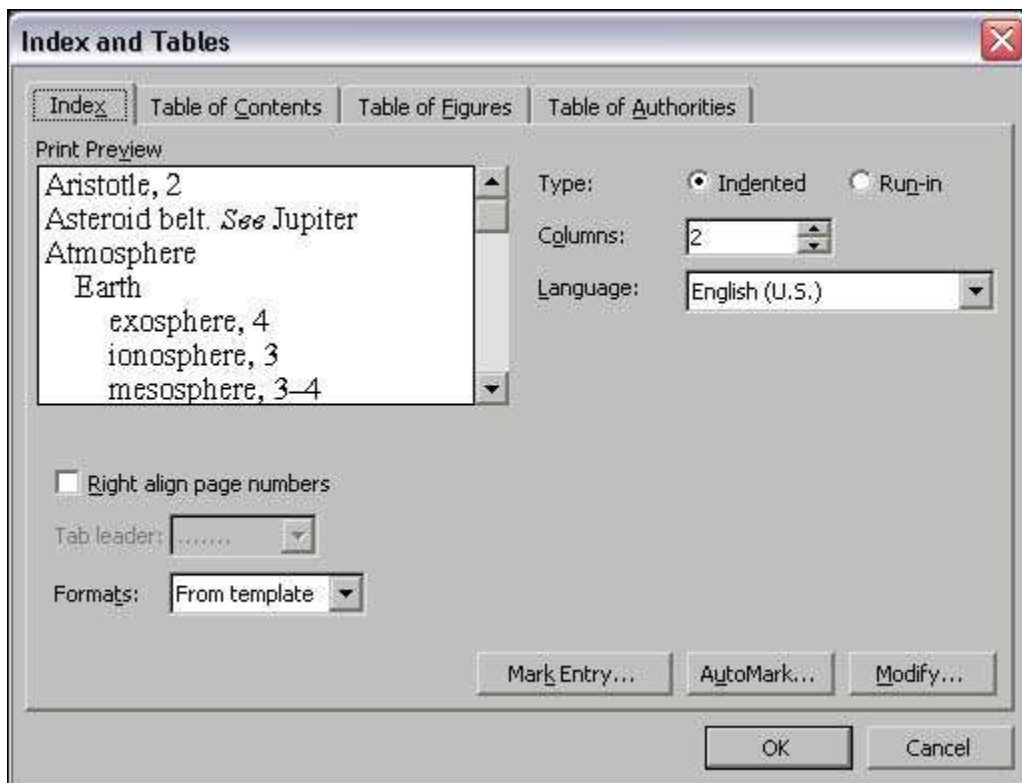 Index and Tables
Index Table of Contents Table of Figures Table of Authorities
Print Preview
Aristotle, 2
Asteroid belt. See Jupiter
Atmosphere
Earth
exosphere, 4
ionosphere, 3
mesosphere, 3–4
Type: Indented Run-in
Columns: 2
Language: English (U.S.)
Right align page numbers
Tab leader: .......
Formats: From template
Mark Entry... AutoMark... Modify...
OK Cancel